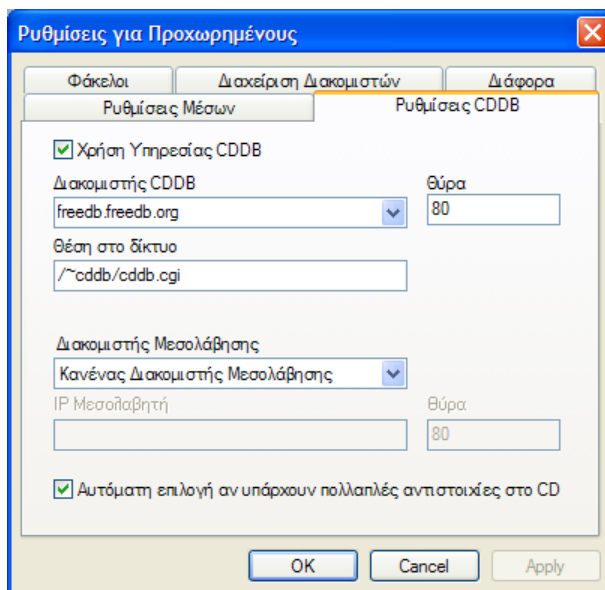 Ρυθμίσεις για Προχωρημένους
Φάκελοι Διαχείριση Διακομιστών Διάφορα
Ρυθμίσεις Μέσων Ρυθμίσεις CDDB
Χρήση Υπηρεσίας CDDB
Διακομιστής CDDB Θύρα
freedb.freedb.org 80
Θέση στο δίκτυο
/~cddb/cddb.cgi
Διακομιστής Μεσολάβησης
Κανένας Διακομιστής Μεσολάβησης
IP Μεσολαβητή Θύρα
80
Αυτόματη επιλογή αν υπάρχουν πολλαπλές αντιστοιχίες στο CD
OK Cancel Apply